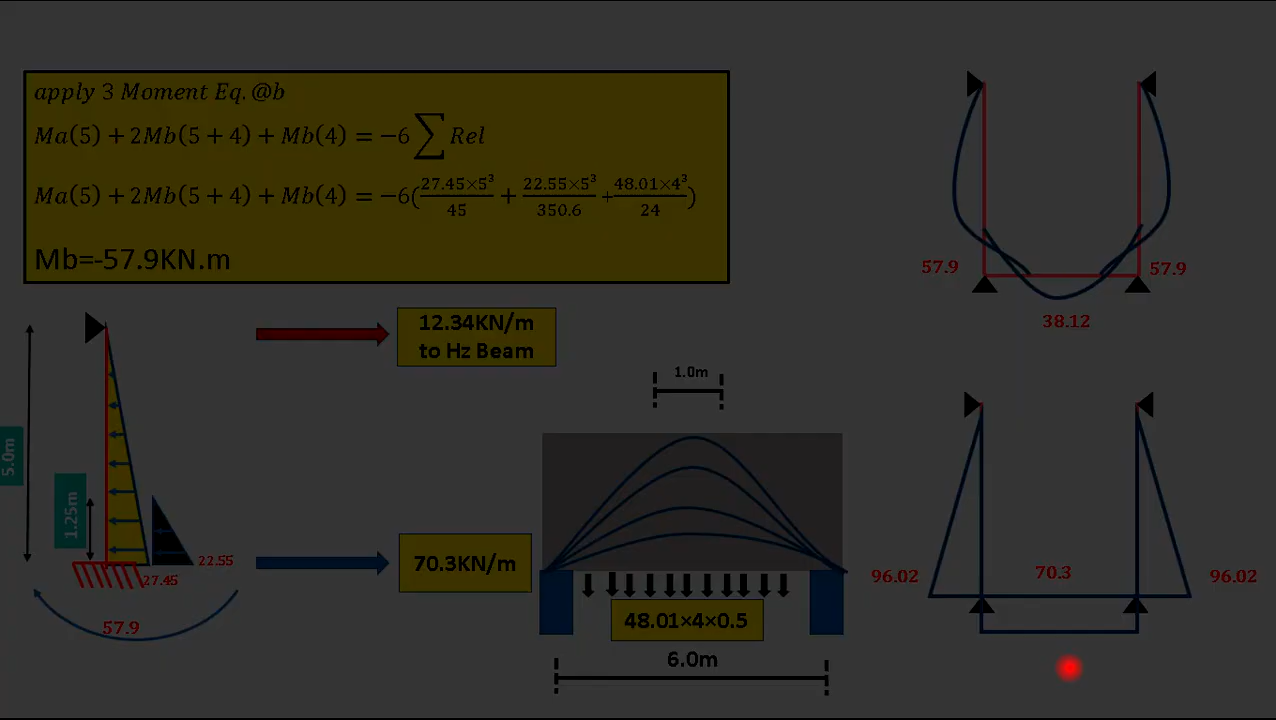 apply 3 Moment Eq. @b
Ma(5) + 2Mb(5 + 4) + Mb(4) = −6 ∑ Rel
Ma(5) + 2Mb(5 + 4) + Mb(4) = −6(27.45×5³/45 + 22.55×5³/350.6 + 48.01×4³/24)
Mb=-57.9KN.m
57.9
57.9
38.12
12.34KN/m
to Hz Beam
1.0m
5.0m
1.25m
22.55
27.45
57.9
70.3KN/m
48.01×4×0.5
6.0m
96.02
70.3
96.02